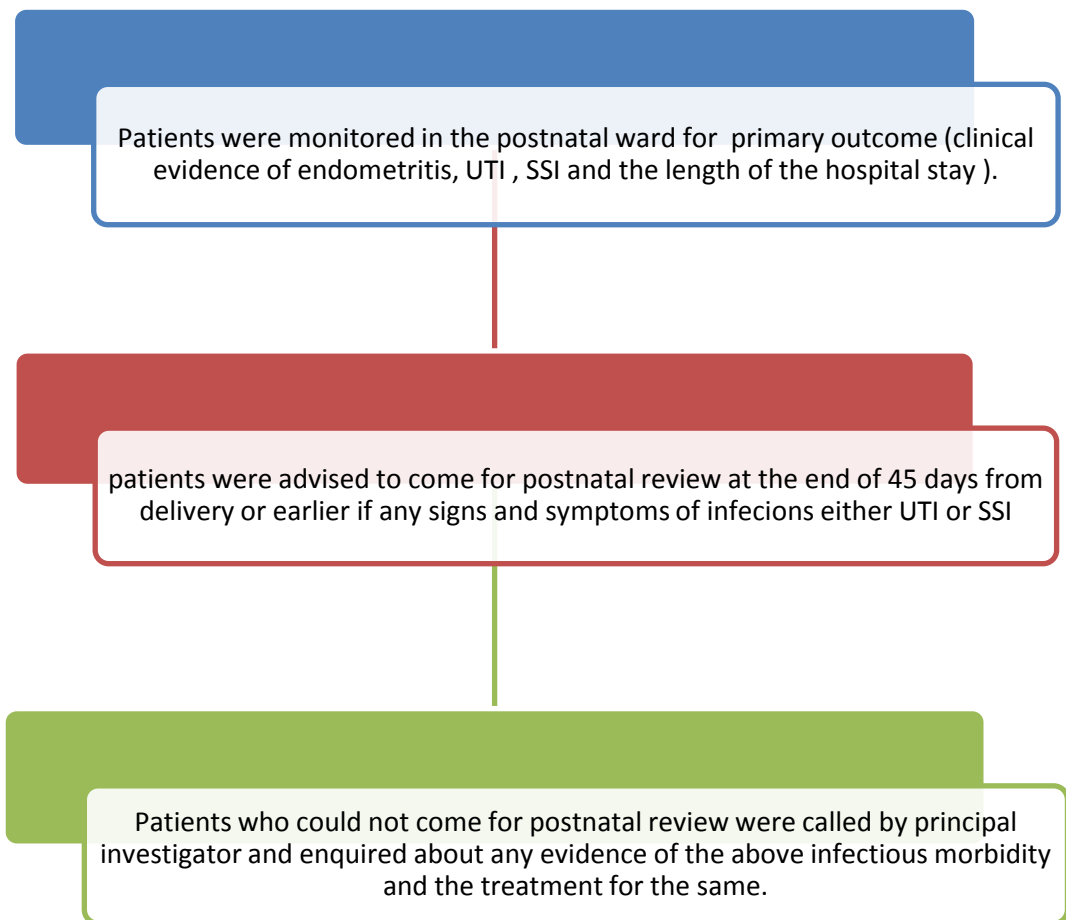 Patients were monitored in the postnatal ward for  primary outcome (clinical
evidence of endometritis, UTI , SSI and the length of the hospital stay ).
patients were advised to come for postnatal review at the end of 45 days from
delivery or earlier if any signs and symptoms of infecions either UTI or SSI
Patients who could not come for postnatal review were called by principal
investigator and enquired about any evidence of the above infectious morbidity
and the treatment for the same.